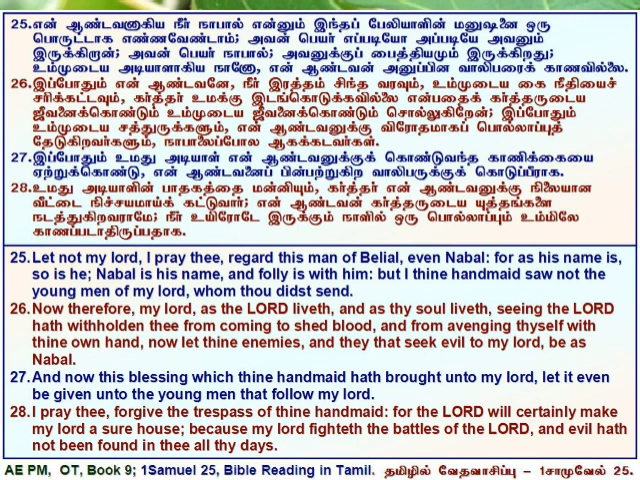 25.என் ஆண்டவனாகிய நீர் நாபால் என்னும் இந்தப் பேலியாளின் மனுஷனை ஒரு
பொருட்டாக எண்ணவேண்டாம்; அவன் பெயர் எப்படியோ அப்படியே அவனும்
இருக்கிறான்; அவன் பெயர் நாபால்; அவனுக்குப் பைத்தியமும் இருக்கிறது;
உம்முடைய அடியாளாகிய நானோ, என் ஆண்டவன் அனுப்பின வாலிபரைக் காணவில்லை.
26.இப்போதும் என் ஆண்டவனே, நீர் இரத்தம் சிந்த வரவும், உம்முடைய கை நீதியைச்
சரிக்கட்டவும், கர்த்தர் உமக்கு இடங்கொடுக்கவில்லை என்பதைக் கர்த்தருடைய
ஜீவனைக்கொண்டும் உம்முடைய ஜீவனைக்கொண்டும் சொல்லுகிறேன்; இப்போதும்
உம்முடைய சத்துருக்களும், என் ஆண்டவனுக்கு விரோதமாகப் பொல்லாப்புத்
தேடுகிறவர்களும், நாபாலைப்போல ஆகக்கடவர்கள்.
27.இப்போதும் உமது அடியாள் என் ஆண்டவனுக்குக் கொண்டுவந்த காணிக்கையை
ஏற்றுக்கொண்டு, என் ஆண்டவனைப் பின்பற்றுகிற வாலிபருக்குக் கொடுப்பீராக.
28.உமது அடியாளின் பாதகத்தை மன்னியும், கர்த்தர் என் ஆண்டவனுக்கு நிலையான
வீட்டை நிச்சயமாய்க் கட்டுவார்; என் ஆண்டவன் கர்த்தருடைய யுத்தங்களை
நடத்துகிறவராமே; நீர் உயிரோடே இருக்கும் நாளில் ஒரு பொல்லாப்பும் உம்மிலே
காணப்படாதிருப்பதாக.
25.Let not my lord, I pray thee, regard this man of Belial, even Nabal: for as his name is,
so is he; Nabal is his name, and folly is with him: but I thine handmaid saw not the
young men of my lord, whom thou didst send.
26.Now therefore, my lord, as the LORD liveth, and as thy soul liveth, seeing the LORD
hath withholden thee from coming to shed blood, and from avenging thyself with
thine own hand, now let thine enemies, and they that seek evil to my lord, be as
Nabal.
27.And now this blessing which thine handmaid hath brought unto my lord, let it even
be given unto the young men that follow my lord.
28.I pray thee, forgive the trespass of thine handmaid: for the LORD will certainly make
my lord a sure house; because my lord fighteth the battles of the LORD, and evil hath
not been found in thee all thy days.
AE PM, OT, Book 9; 1Samuel 25, Bible Reading in Tamil. தமிழில் வேதவாசிப்பு – 1சாமுவேல் 25.